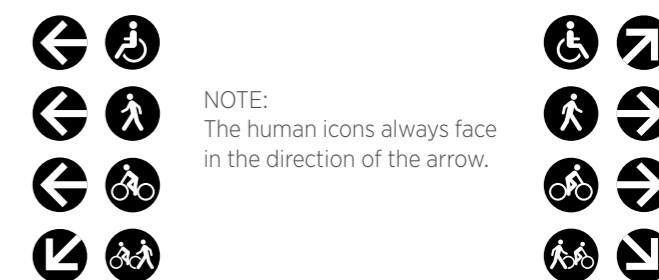 NOTE:
The human icons always face
in the direction of the arrow.